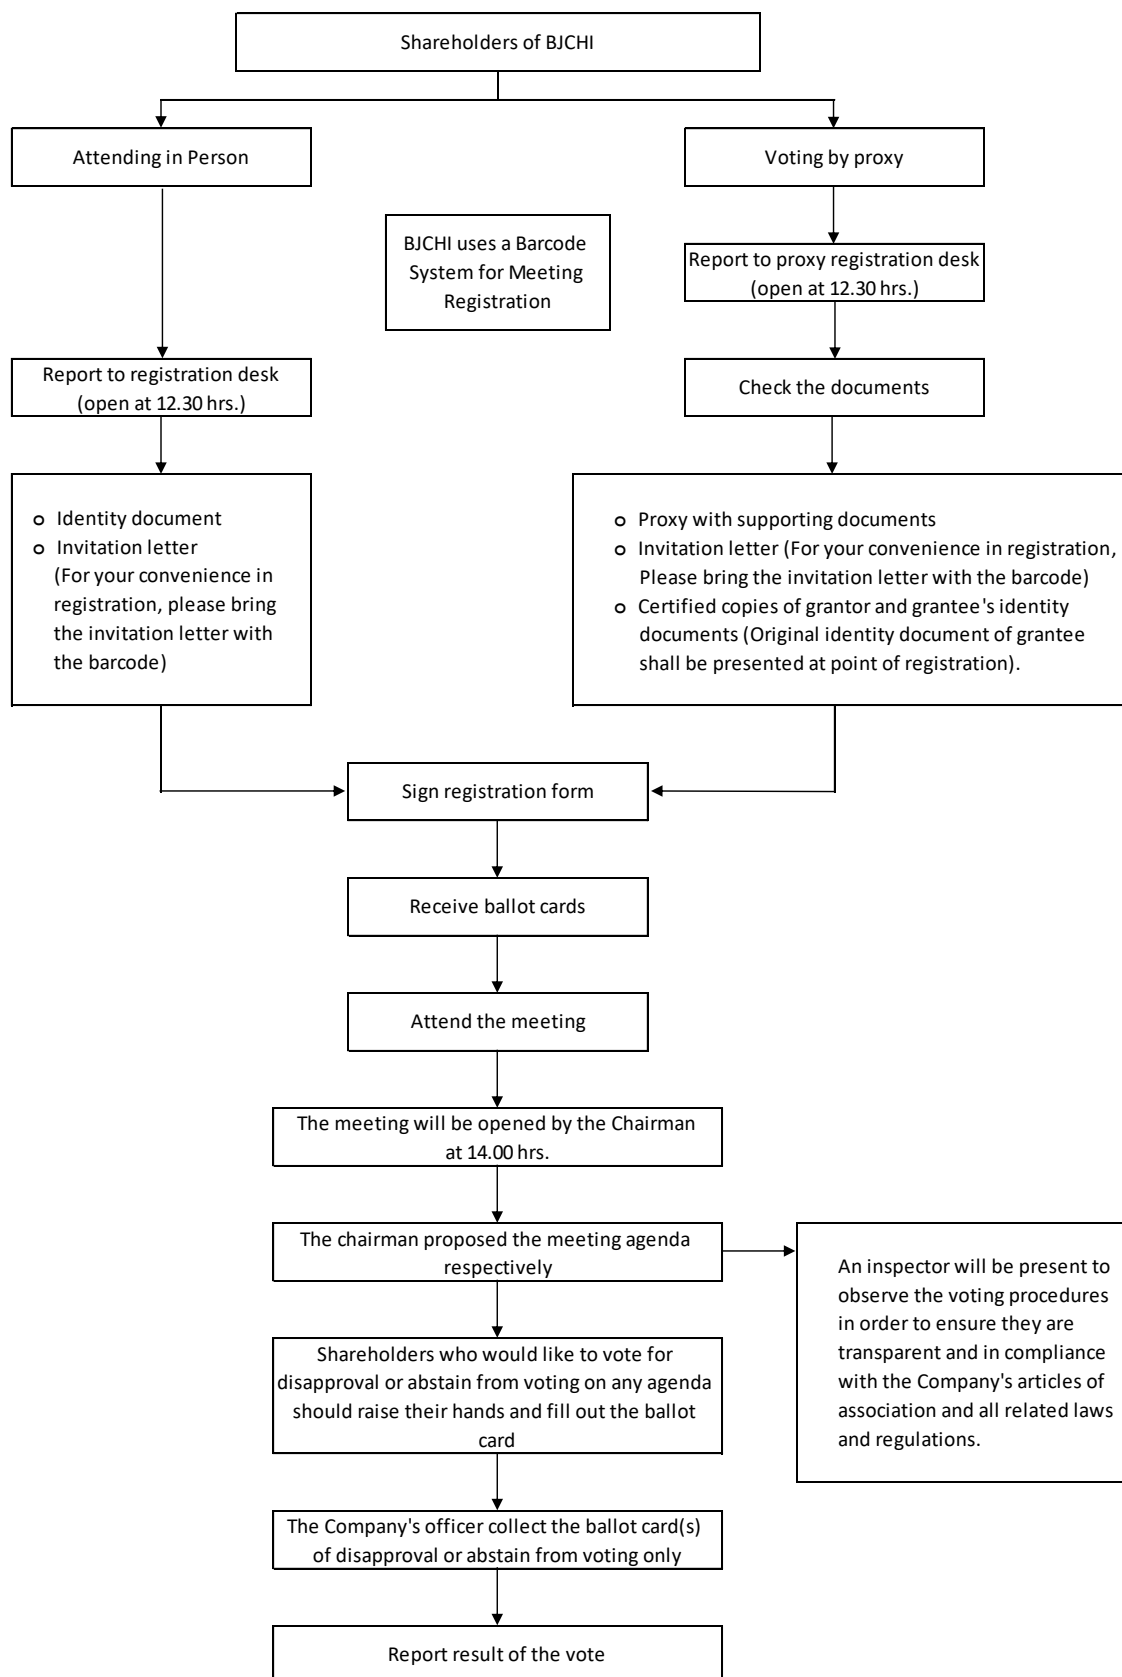 Shareholders of BJCHI
Attending in Person
Voting by proxy
BJCHI uses a Barcode
System for Meeting
Registration
Report to proxy registration desk
(open at 12.30 hrs.)
Report to registration desk
(open at 12.30 hrs.)
Check the documents
o Identity document
o Invitation letter
(For your convenience in
registration, please bring
the invitation letter with
the barcode)
o Proxy with supporting documents
o Invitation letter (For your convenience in registration,
Please bring the invitation letter with the barcode)
o Certified copies of grantor and grantee's identity
documents (Original identity document of grantee
shall be presented at point of registration).
Sign registration form
Receive ballot cards
Attend the meeting
The meeting will be opened by the Chairman
at 14.00 hrs.
The chairman proposed the meeting agenda
respectively
An inspector will be present to
observe the voting procedures
in order to ensure they are
transparent and in compliance
with the Company's articles of
association and all related laws
and regulations.
Shareholders who would like to vote for
disapproval or abstain from voting on any agenda
should raise their hands and fill out the ballot
card
The Company's officer collect the ballot card(s)
of disapproval or abstain from voting only
Report result of the vote